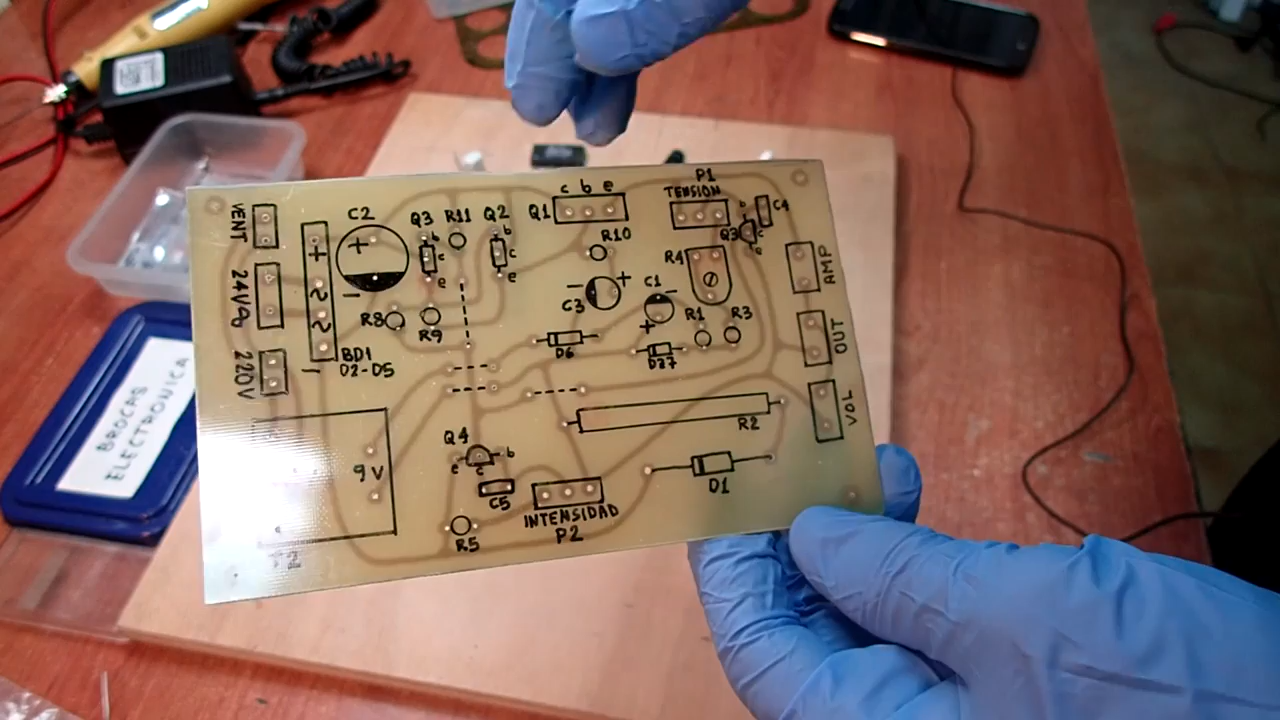 P1
TENSION
c b e
Q1
C4
b
Q3
c
e
VENT
C2
+
Q3
R11
Q2
b
c
e
b
c
e
R10
R4
AMP
24V
+
~
~
−
BD1
D2-D5
R8
R9
−
+
C3
C1
+
R1
R3
OUT
D6
D27
220V
−
VOL
R2
BROCAS
ELECTRONICA
9V
Q4
e
c
b
C5
D1
INTENSIDAD
P2
R5